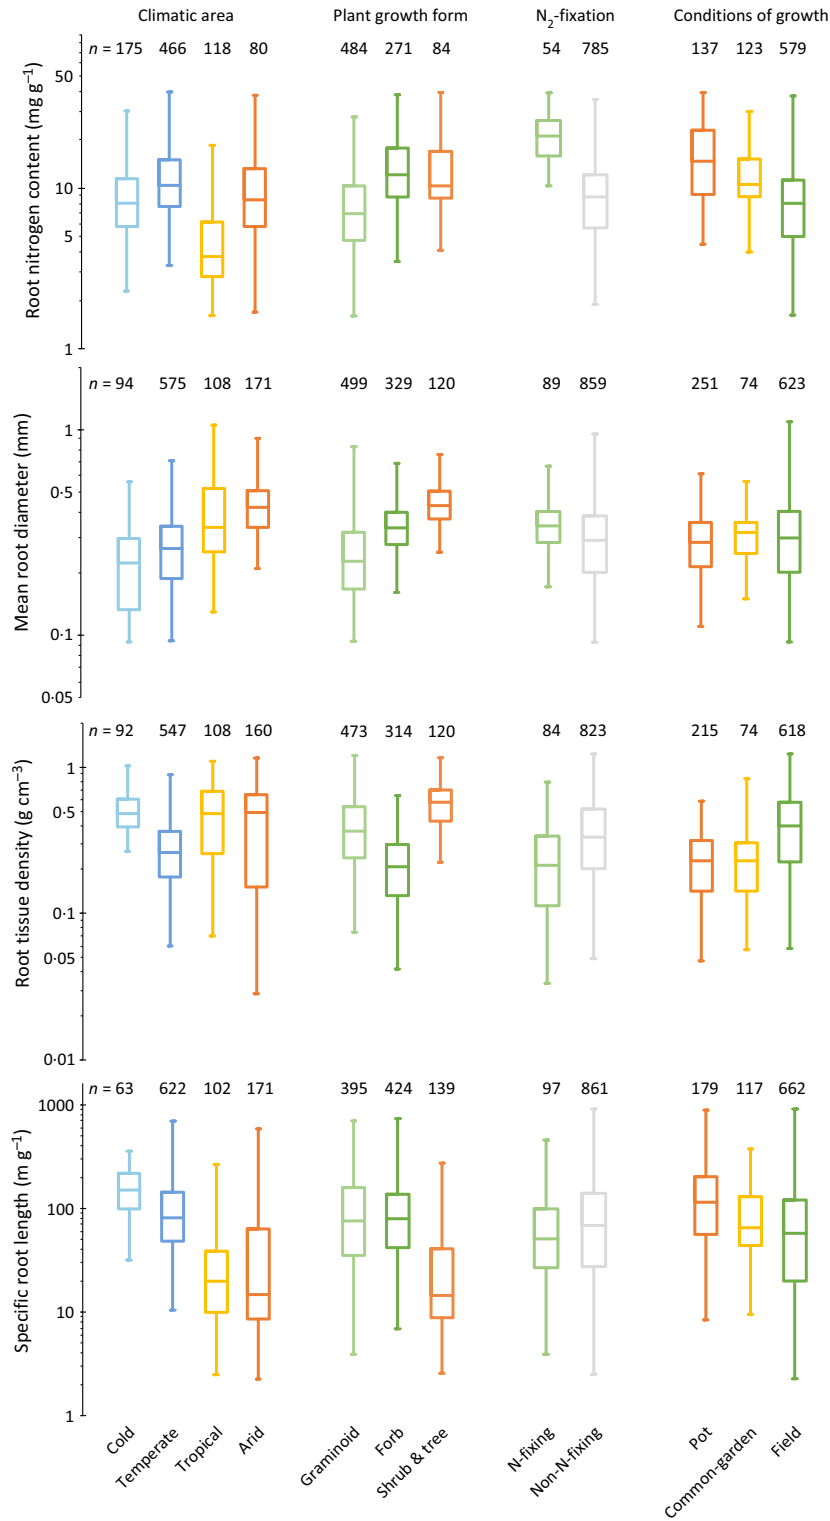 Climatic area Plant growth form N₂-fixation Conditions of growth
n = 175 466 118 80 484 271 84 54 785 137 123 579
Root nitrogen content (mg g⁻¹)
50
10
5
1
n = 94 575 108 171 499 329 120 89 859 251 74 623
Mean root diameter (mm)
1
0·5
0·1
0·05
n = 92 547 108 160 473 314 120 84 823 215 74 618
Root tissue density (g cm⁻³)
1
0·5
0·1
0·05
0·01
n = 63 622 102 171 395 424 139 97 861 179 117 662
Specific root length (m g⁻¹)
1000
100
10
1
Cold Temperate Tropical Arid Graminoid Forb Shrub & tree N-fixing Non-N-fixing Pot Common-garden Field